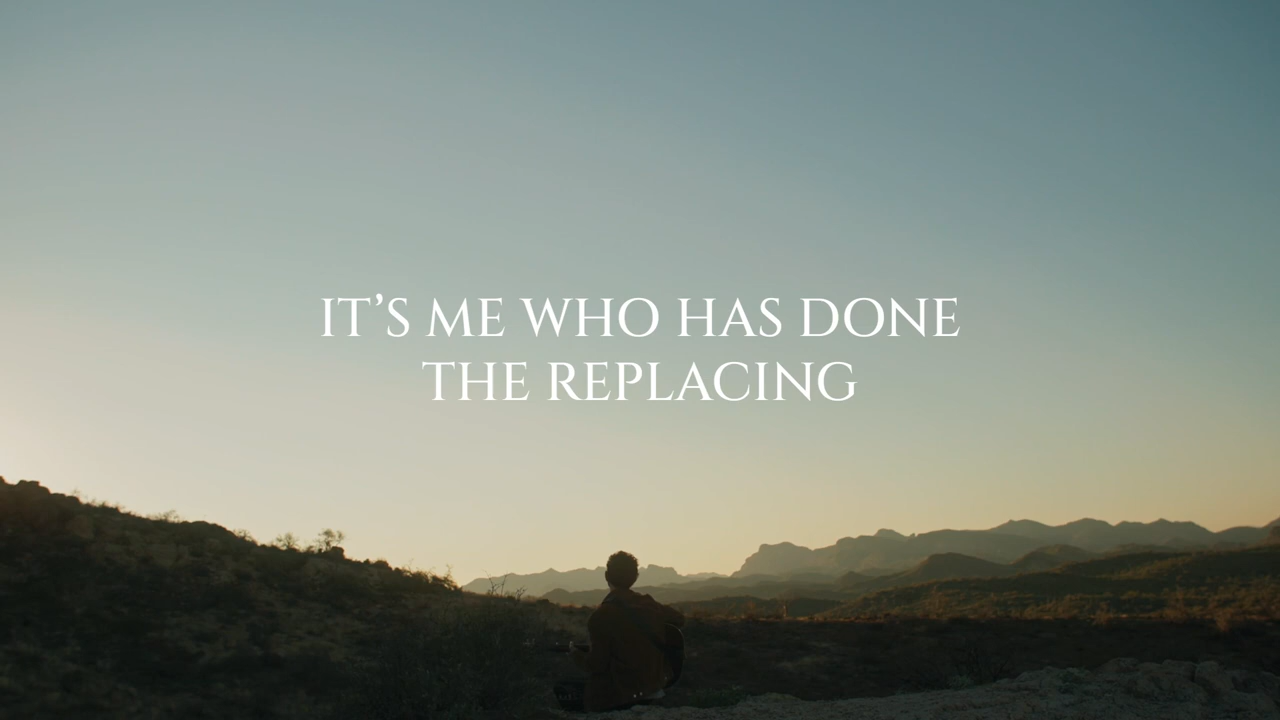 IT’S ME WHO HAS DONE
THE REPLACING